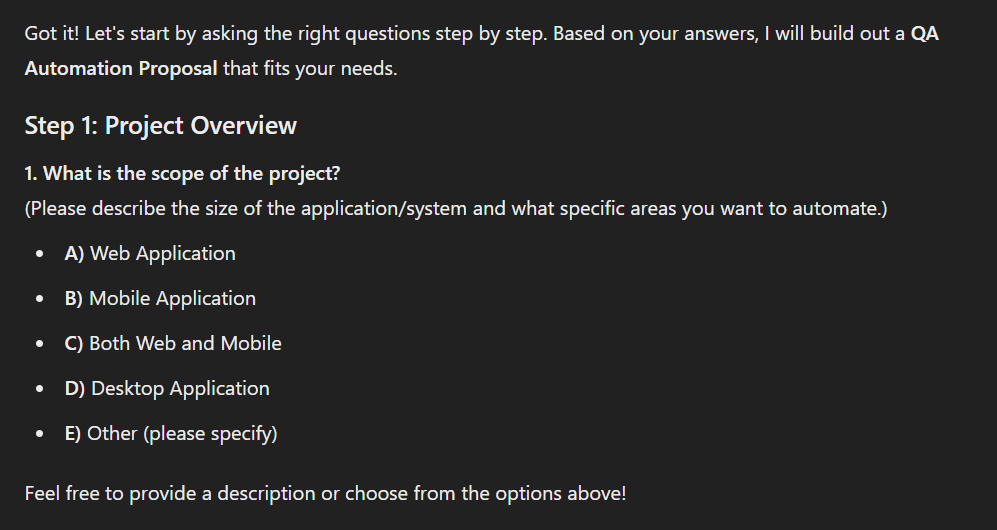 Got it! Let's start by asking the right questions step by step. Based on your answers, I will build out a QA
Automation Proposal that fits your needs.
Step 1: Project Overview
1. What is the scope of the project?
(Please describe the size of the application/system and what specific areas you want to automate.)
• A) Web Application
• B) Mobile Application
• C) Both Web and Mobile
• D) Desktop Application
• E) Other (please specify)
Feel free to provide a description or choose from the options above!